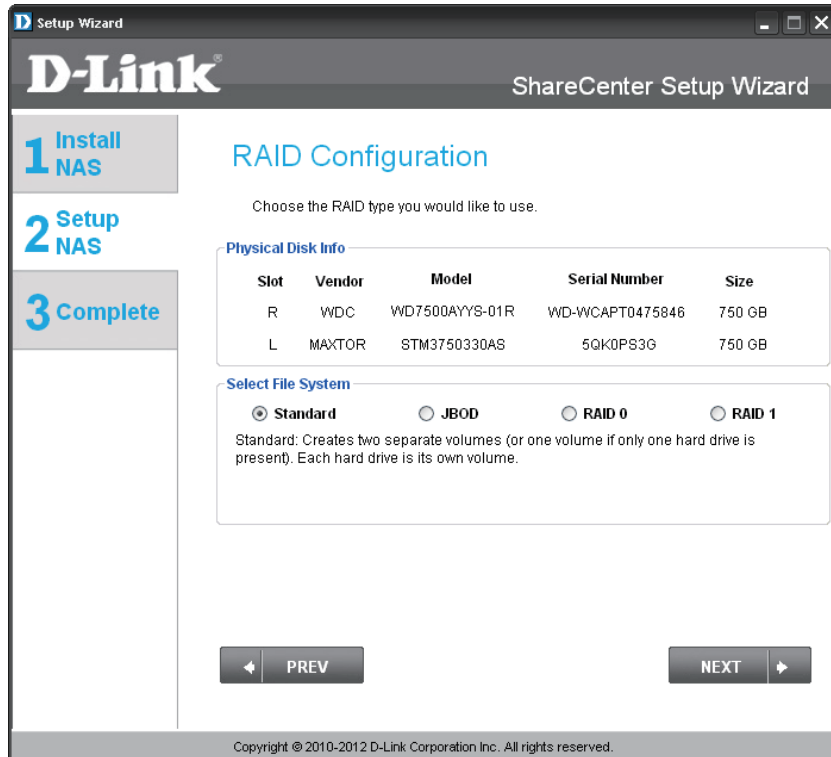 D Setup Wizard
D-Link®
ShareCenter Setup Wizard
1 Install
NAS
2 Setup
NAS
3 Complete
RAID Configuration
Choose the RAID type you would like to use.
Physical Disk Info
Slot Vendor Model Serial Number Size
R WDC WD7500AYYS-01R WD-WCAPT0475846 750 GB
L MAXTOR STM3750330AS 5QK0PS3G 750 GB
Select File System
Standard JBOD RAID 0 RAID 1
Standard: Creates two separate volumes (or one volume if only one hard drive is
present). Each hard drive is its own volume.
PREV NEXT
Copyright © 2010-2012 D-Link Corporation Inc. All rights reserved.